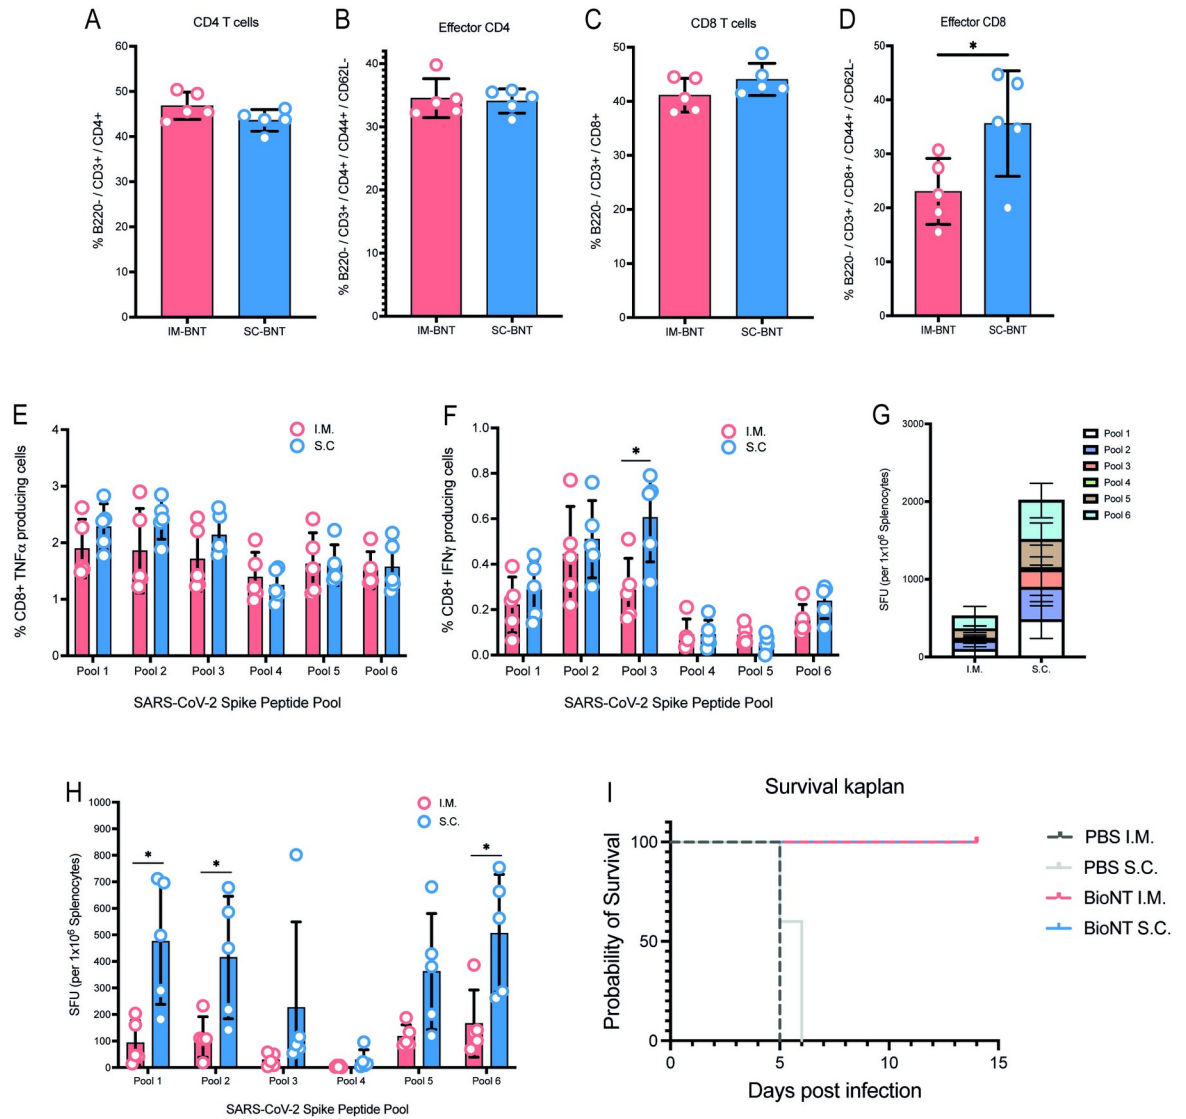 A
CD4 T cells
% B220- / CD3+ / CD4+
60
50
40
30
20
10
0
IM-BNT
SC-BNT
B
Effector CD4
% B220- / CD3+ / CD4+ / CD44+ / CD62L-
40
30
20
10
0
IM-BNT
SC-BNT
C
CD8 T cells
% B220- / CD3+ / CD8+
50
40
30
20
10
0
IM-BNT
SC-BNT
D
Effector CD8
*
% B220- / CD3+ / CD8+ / CD44+ / CD62L-
50
40
30
20
10
0
IM-BNT
SC-BNT
E
I.M.
S.C
% CD8+ TNFα producing cells
4
3
2
1
0
Pool 1
Pool 2
Pool 3
Pool 4
Pool 5
Pool 6
SARS-CoV-2 Spike Peptide Pool
F
I.M.
S.C
*
% CD8+ IFNγ producing cells
1.0
0.8
0.6
0.4
0.2
0.0
Pool 1
Pool 2
Pool 3
Pool 4
Pool 5
Pool 6
SARS-CoV-2 Spike Peptide Pool
G
SFU (per 1x10⁶ Splenocytes)
3000
2000
1000
0
I.M.
S.C.
Pool 1
Pool 2
Pool 3
Pool 4
Pool 5
Pool 6
H
I.M.
S.C.
*
*
*
SFU (per 1x10⁶ Splenocytes)
1000
900
800
700
600
500
400
300
200
100
0
Pool 1
Pool 2
Pool 3
Pool 4
Pool 5
Pool 6
SARS-CoV-2 Spike Peptide Pool
I
Survival kaplan
Probability of Survival
100
50
0
0
5
10
15
Days post infection
PBS I.M.
PBS S.C.
BioNT I.M.
BioNT S.C.